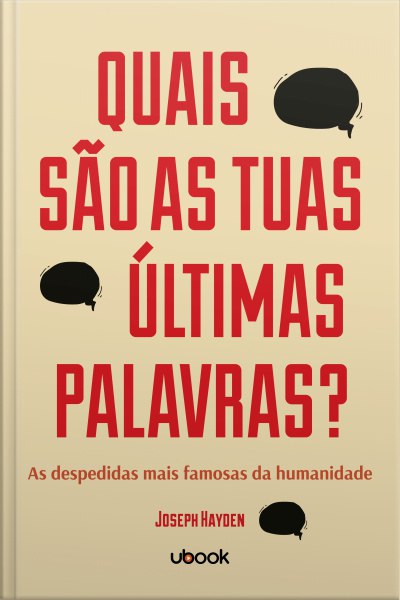 QUAIS
SÃO AS TUAS
ÚLTIMAS
PALAVRAS?
As despedidas mais famosas da humanidade
JOSEPH HAYDEN
ubook